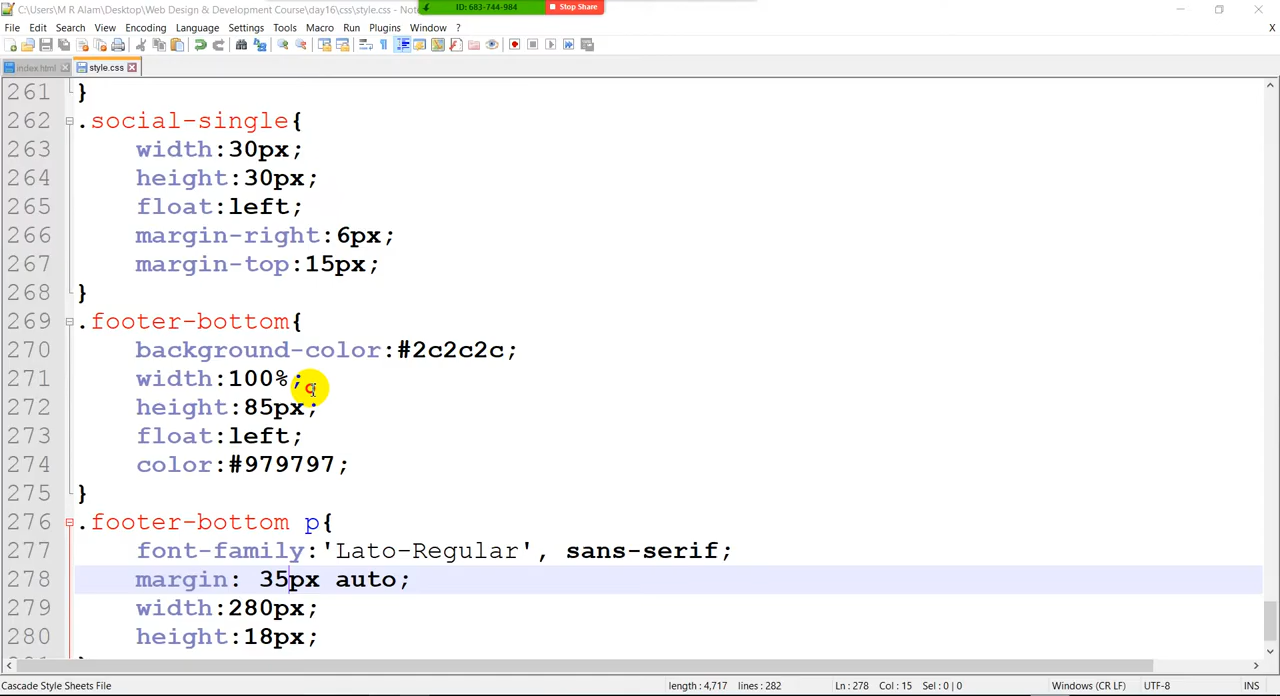 C:\Users\M R Alam\Desktop\Web Design & Development Course\day16\css\style.css - Not
ID: 683-744-984
Stop Share
File Edit Search View Encoding Language Settings Tools Macro Run Plugins Window ?
X
index.html style.css
261 }
262 .social-single{
263 width:30px;
264 height:30px;
265 float:left;
266 margin-right:6px;
267 margin-top:15px;
268 }
269 .footer-bottom{
270 background-color:#2c2c2c;
271 width:100%;
272 height:85px;
273 float:left;
274 color:#979797;
275 }
276 .footer-bottom p{
277 font-family:'Lato-Regular', sans-serif;
278 margin: 35px auto;
279 width:280px;
280 height:18px;
Cascade Style Sheets File length : 4,717 lines : 282 Ln : 278 Col : 15 Sel : 0 | 0 Windows (CR LF) UTF-8 INS